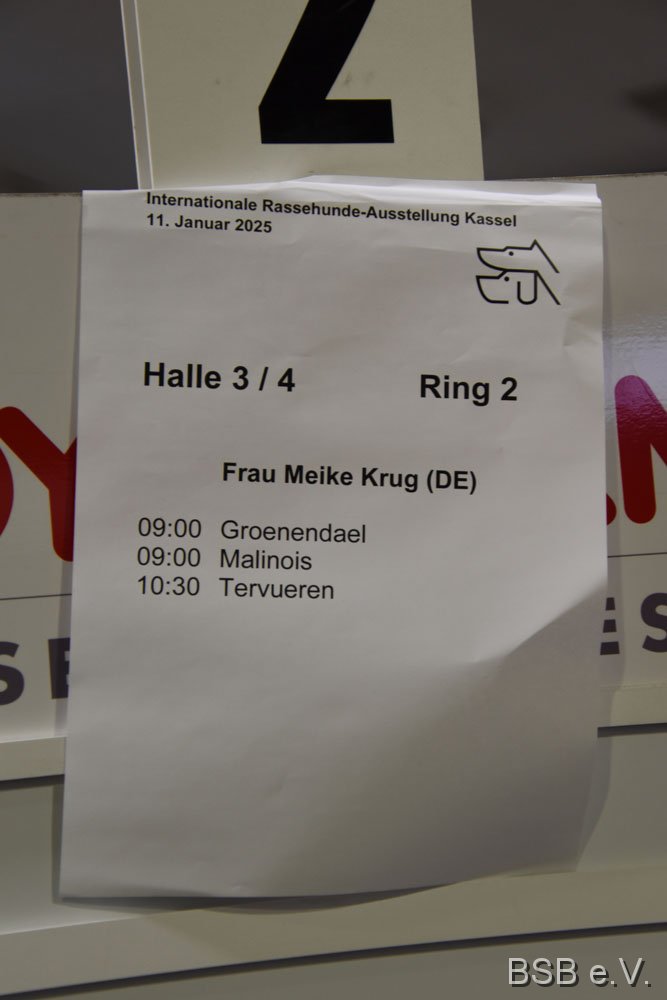 2
Internationale Rassehunde-Ausstellung Kassel
11. Januar 2025
Halle 3 / 4
Ring 2
Frau Meike Krug (DE)
09:00 Groenendael
09:00 Malinois
10:30 Tervueren
BSB e.V.